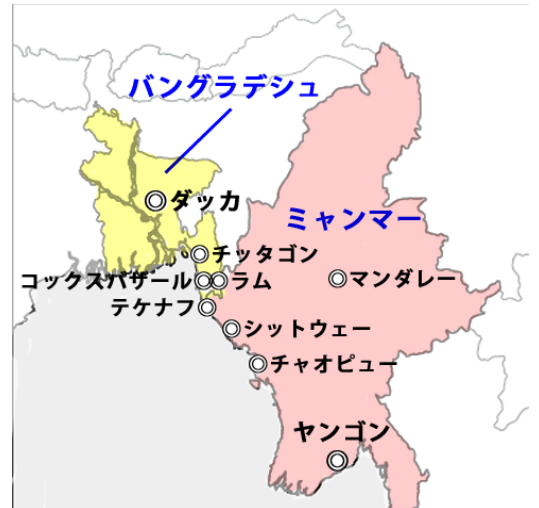 バングラデシュ
ダッカ
ミャンマー
チッタゴン
コックスバザール
ラム
マンダレー
テケナフ
シットウェー
チャオピュー
ヤンゴン